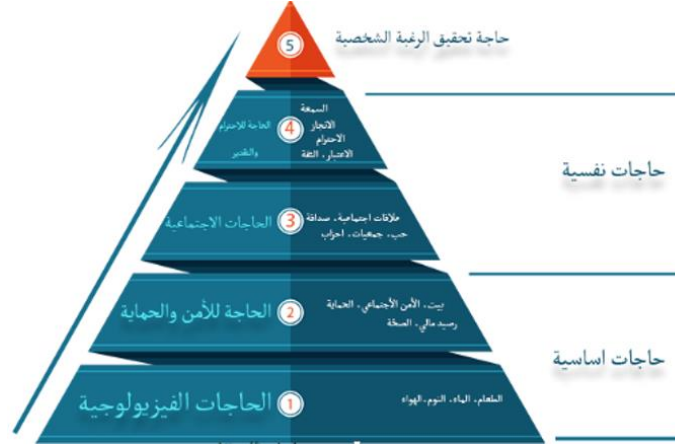 حاجة تحقيق الرغبة الشخصية
5
السمعة
الانجاز
الاحترام
الاعتبار، الثقة
4
الحاجة للاحترام
والتقدير
حاجات نفسية
علاقات اجتماعية، صداقة
حب، جمعيات، احزاب
3
الحاجات الاجتماعية
بيت، الأمن الأجتماعي، الحماية
رصيد مالي، الصحة
2
الحاجة للأمن والحماية
حاجات اساسية
الطعام، الماء، النوم، الهواء
1
الحاجات الفيزيولوجية